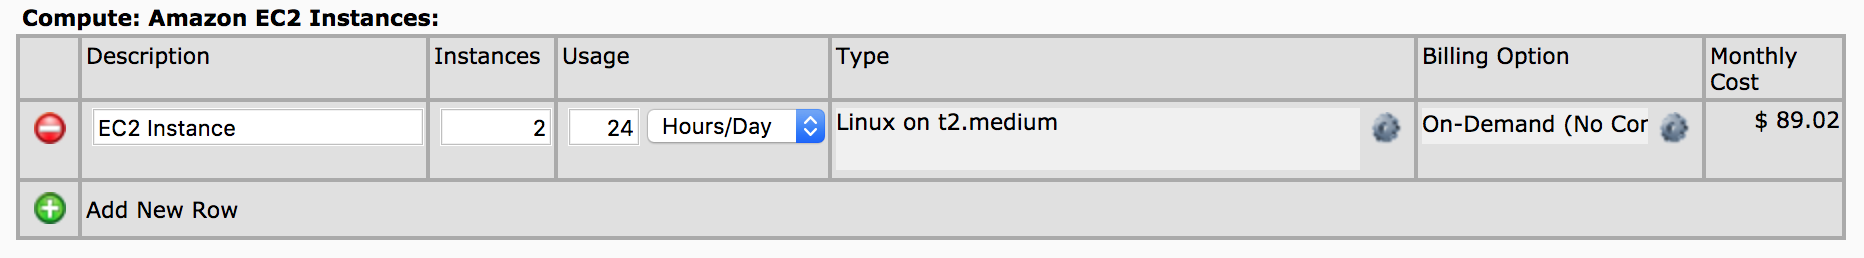 Compute: Amazon EC2 Instances:
Description Instances Usage Type Billing Option Monthly Cost
EC2 Instance 2 24 Hours/Day Linux on t2.medium On-Demand (No Cor $ 89.02
Add New Row